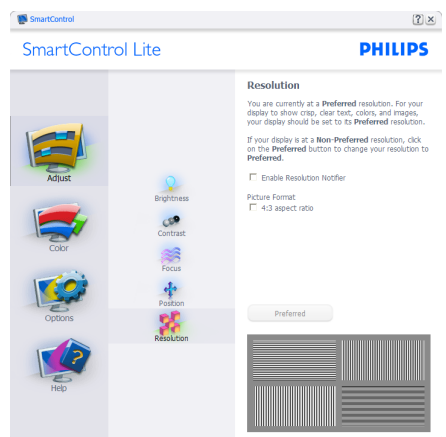 SmartControl
SmartControl Lite
PHILIPS
Adjust
Color
Options
Help
Brightness
Contrast
Focus
Position
Resolution
Resolution
You are currently at a Preferred resolution. For your
display to show crisp, clear text, colors, and images,
your display should be set to its Preferred resolution.
If your display is at a Non-Preferred resolution, click
on the Preferred button to change your resolution to
Preferred.
Enable Resolution Notifier
Picture Format
4:3 aspect ratio
Preferred